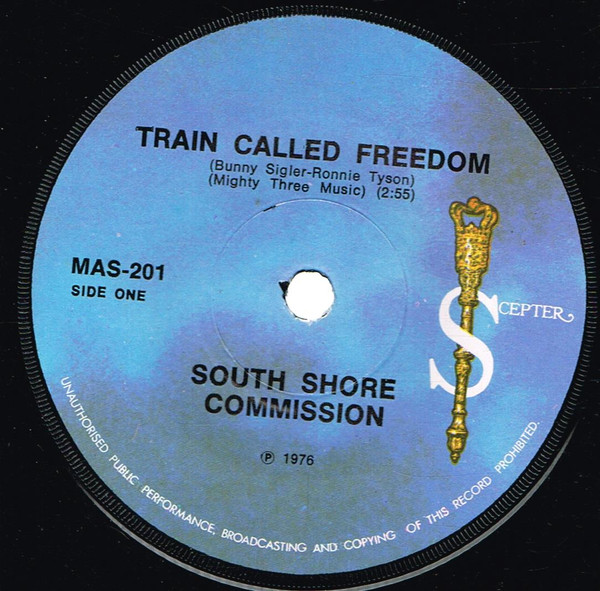 TRAIN CALLED FREEDOM
(Bunny Sigler-Ronnie Tyson)
(Mighty Three Music) (2:55)
MAS-201
SIDE ONE
SCEPTER
SOUTH SHORE
COMMISSION
℗ 1976
UNAUTHORISED PUBLIC PERFORMANCE, BROADCASTING AND COPYING OF THIS RECORD PROHIBITED.